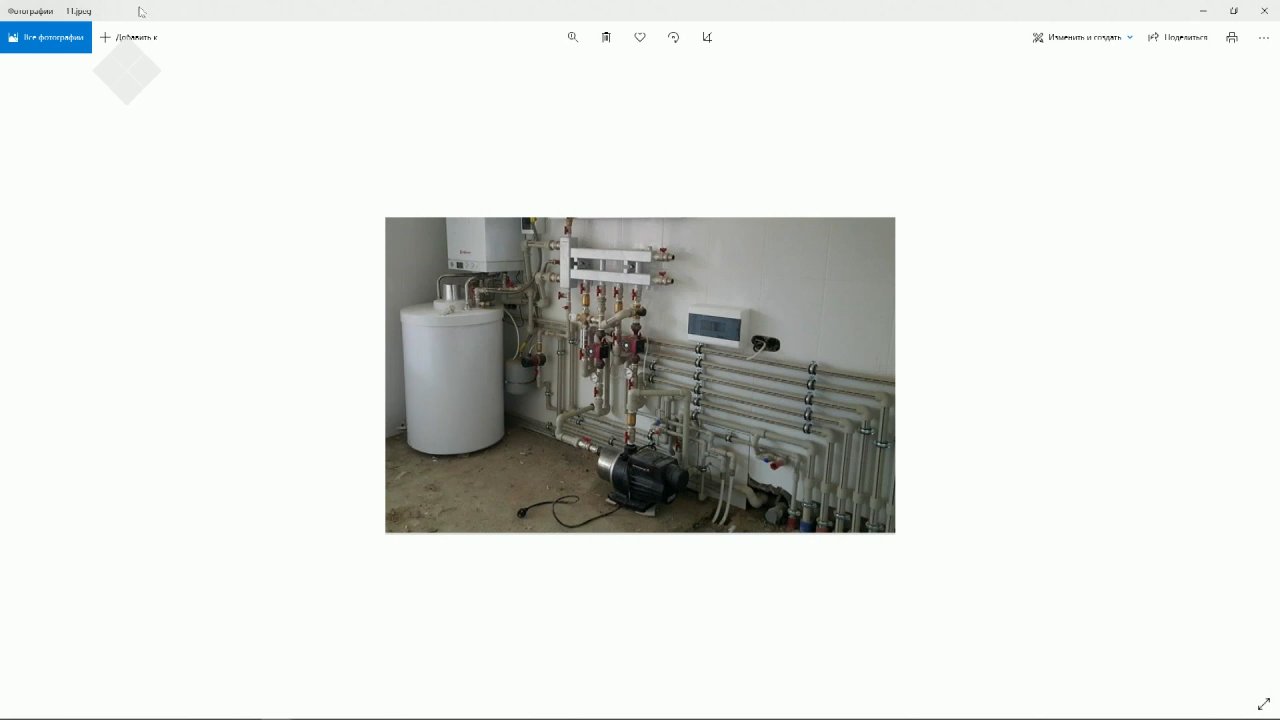 Фотографии — 11.jpeg
Все фотографии
Добавить к
Изменить и создать
Поделиться